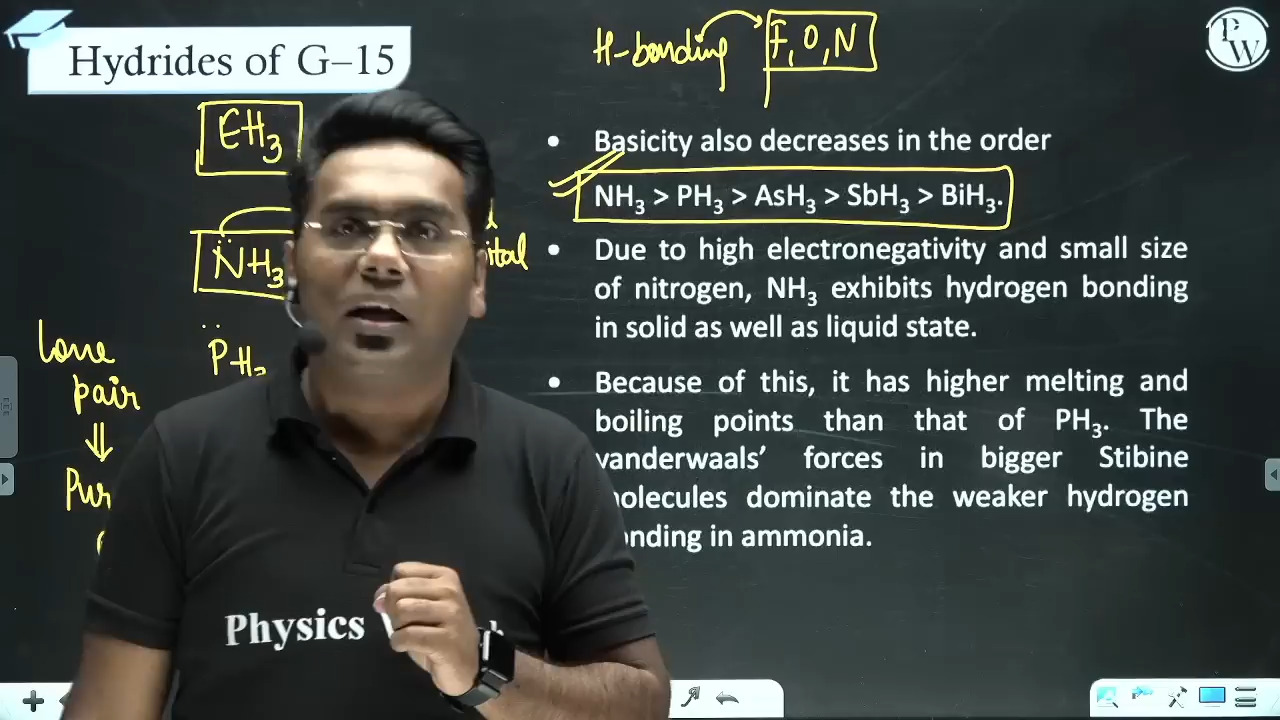 Hydrides of G–15
H-bonding F, O, N
P
W
EH₃
N̈H₃
P̈H₃
Lone
pair
⇓
• Basicity also decreases in the order
NH₃ > PH₃ > AsH₃ > SbH₃ > BiH₃.
• Due to high electronegativity and small size
of nitrogen, NH₃ exhibits hydrogen bonding
in solid as well as liquid state.
• Because of this, it has higher melting and
boiling points than that of PH₃. The
vanderwaals’ forces in bigger Stibine
molecules dominate the weaker hydrogen
bonding in ammonia.
Physics W